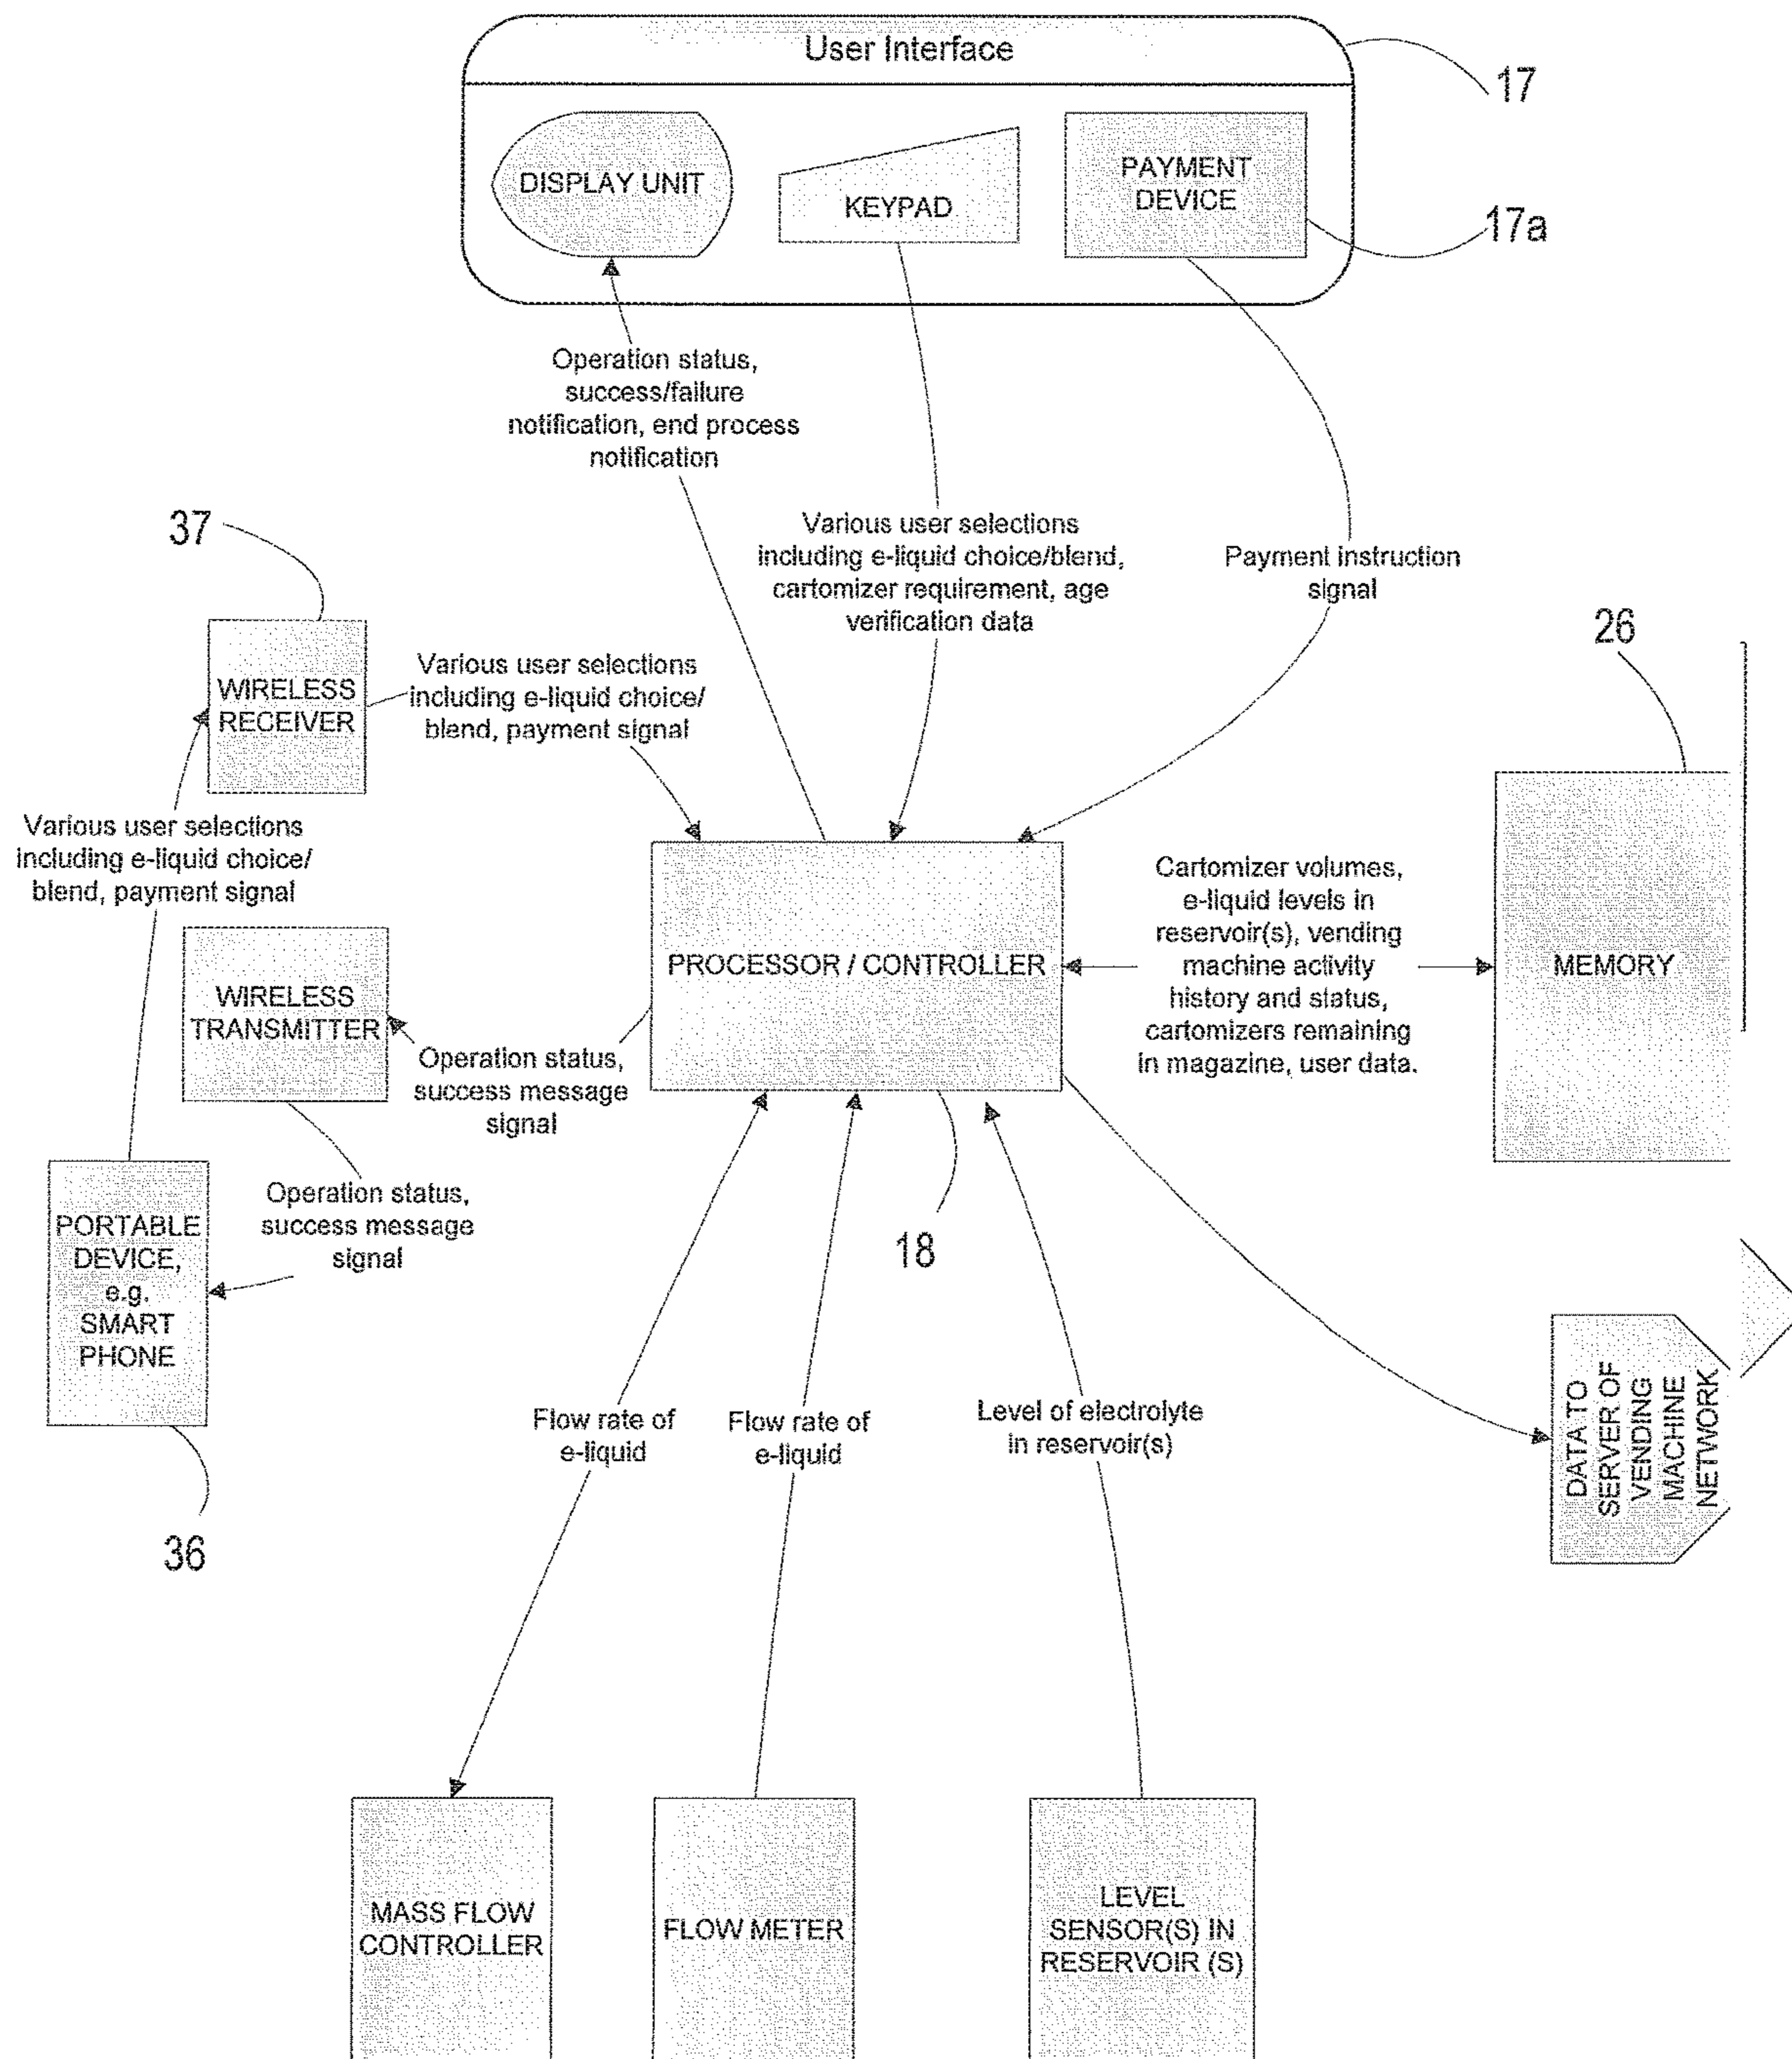 User Interface
17
DISPLAY UNIT
KEYPAD
PAYMENT
DEVICE
17a
Operation status,
success/failure
notification, end process
notification
Various user selections
including e-liquid choice/blend,
cartomizer requirement, age
verification data
Payment instruction
signal
37
WIRELESS
RECEIVER
Various user selections
including e-liquid choice/
blend, payment signal
26
Various user selections
including e-liquid choice/
blend, payment signal
PROCESSOR / CONTROLLER
Cartomizer volumes,
e-liquid levels in
reservoir(s), vending
machine activity
history and status,
cartomizers remaining
in magazine, user data.
MEMORY
WIRELESS
TRANSMITTER
Operation status,
success message
signal
PORTABLE
DEVICE,
e.g.
SMART
PHONE
Operation status,
success message
signal
18
36
Flow rate of
e-liquid
Flow rate of
e-liquid
Level of electrolyte
in reservoir(s)
DATA TO
SERVER OF
VENDING
MACHINE
NETWORK
MASS FLOW
CONTROLLER
FLOW METER
LEVEL
SENSOR(S) IN
RESERVOIR (S)